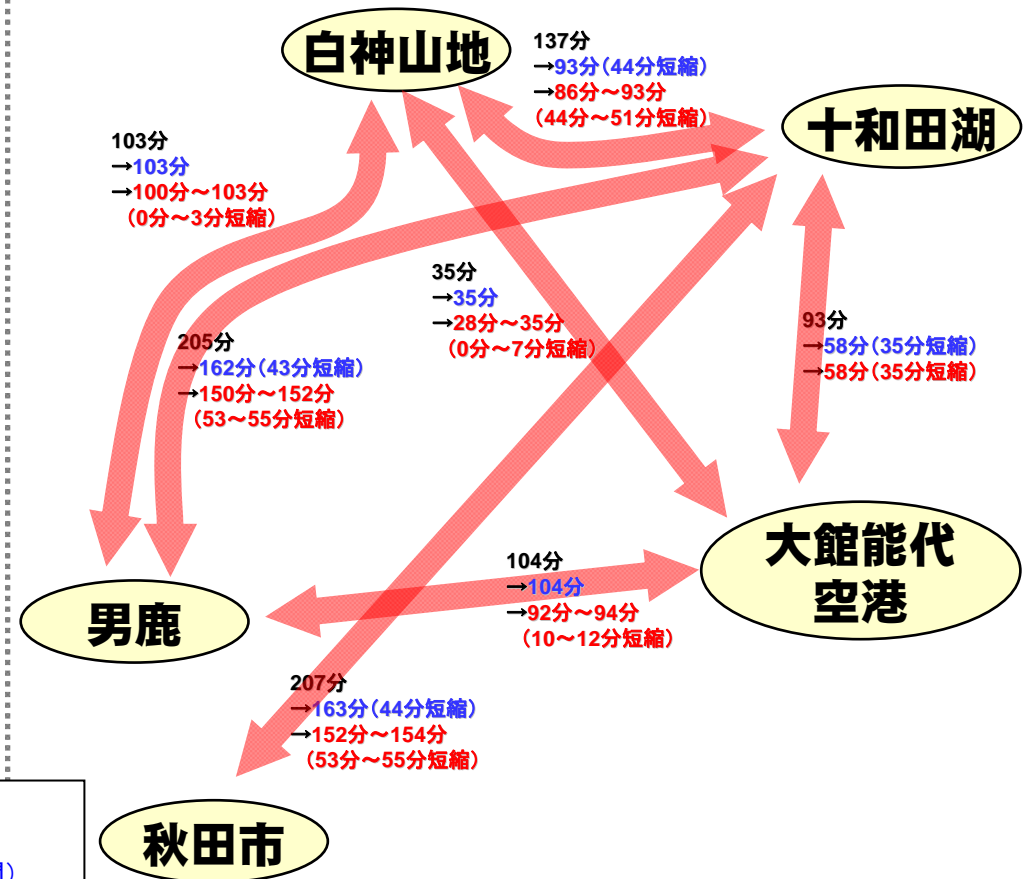 白神山地
137分
→93分(44分短縮)
→86分～93分
(44分～51分短縮)
十和田湖
103分
→103分
→100分～103分
(0分～3分短縮)
35分
→35分
→28分～35分
(0分～7分短縮)
93分
→58分(35分短縮)
→58分(35分短縮)
205分
→162分(43分短縮)
→150分～152分
(53～55分短縮)
大館能代
空港
104分
→104分
→92分～94分
(10～12分短縮)
男鹿
207分
→163分(44分短縮)
→152分～154分
(53分～55分短縮)
秋田市